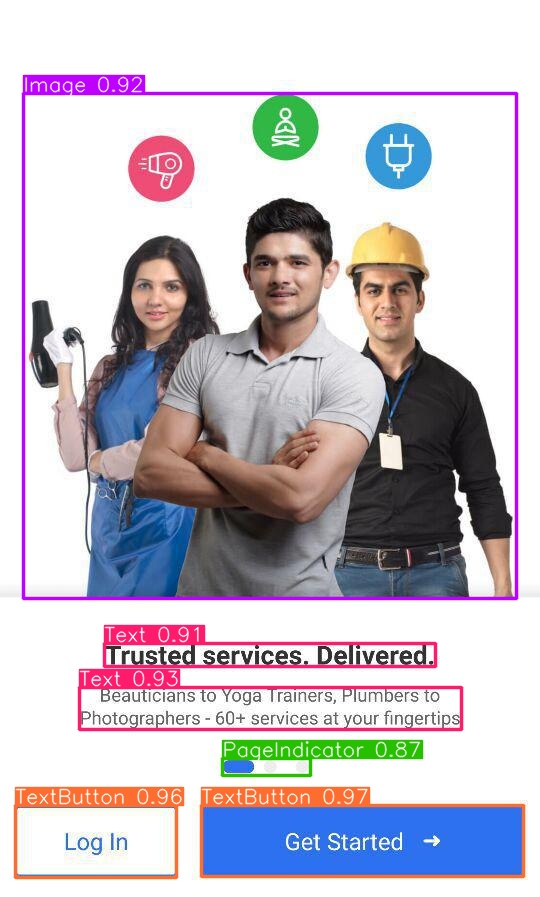 Image 0.92
Text 0.91
Trusted services. Delivered.
Text 0.93
Beauticians to Yoga Trainers, Plumbers to
Photographers - 60+ services at your fingertips
PageIndicator 0.87
TextButton 0.96
TextButton 0.97
Log In
Get Started ➜